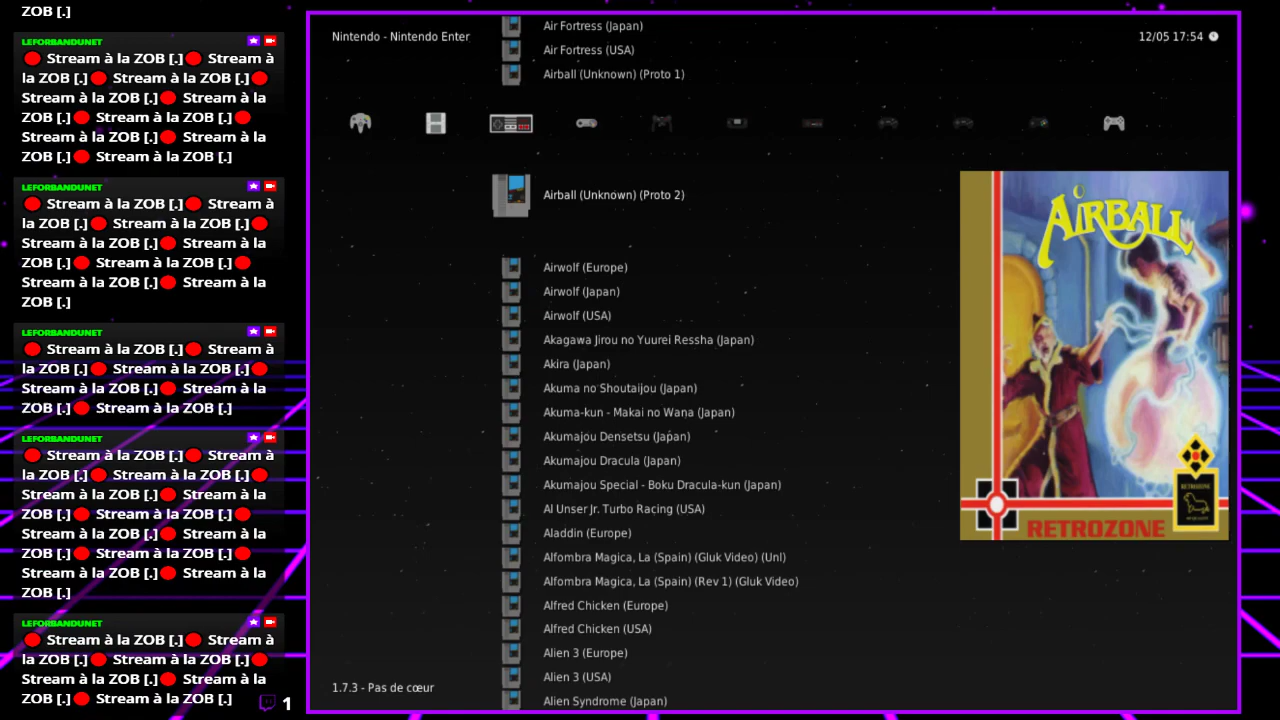 ZOB [.]
LEFORBANDUNET
Stream à la ZOB [.] Stream à
la ZOB [.] Stream à la ZOB [.]
Stream à la ZOB [.] Stream à la
ZOB [.] Stream à la ZOB [.]
Stream à la ZOB [.] Stream à la
ZOB [.] Stream à la ZOB [.]
LEFORBANDUNET
Stream à la ZOB [.] Stream à
la ZOB [.] Stream à la ZOB [.]
Stream à la ZOB [.] Stream à la
ZOB [.] Stream à la ZOB [.]
Stream à la ZOB [.] Stream à la
ZOB [.]
LEFORBANDUNET
Stream à la ZOB [.] Stream à
la ZOB [.] Stream à la ZOB [.]
Stream à la ZOB [.] Stream à la
ZOB [.] Stream à la ZOB [.]
LEFORBANDUNET
Stream à la ZOB [.] Stream à
la ZOB [.] Stream à la ZOB [.]
Stream à la ZOB [.] Stream à la
ZOB [.] Stream à la ZOB [.]
Stream à la ZOB [.] Stream à la
ZOB [.] Stream à la ZOB [.]
Stream à la ZOB [.] Stream à la
ZOB [.]
LEFORBANDUNET
Stream à la ZOB [.] Stream à
la ZOB [.] Stream à la ZOB [.]
Stream à la ZOB [.] Stream à la
ZOB [.] Stream à la ZOB [.]
1
Nintendo - Nintendo Enter
12/05 17:54
Air Fortress (Japan)
Air Fortress (USA)
Airball (Unknown) (Proto 1)
Airball (Unknown) (Proto 2)
Airwolf (Europe)
Airwolf (Japan)
Airwolf (USA)
Akagawa Jirou no Yuurei Ressha (Japan)
Akira (Japan)
Akuma no Shoutaijou (Japan)
Akuma-kun - Makai no Wana (Japan)
Akumajou Densetsu (Japan)
Akumajou Dracula (Japan)
Akumajou Special - Boku Dracula-kun (Japan)
Al Unser Jr. Turbo Racing (USA)
Aladdin (Europe)
Alfombra Magica, La (Spain) (Gluk Video) (Unl)
Alfombra Magica, La (Spain) (Rev 1) (Gluk Video)
Alfred Chicken (Europe)
Alfred Chicken (USA)
Alien 3 (Europe)
Alien 3 (USA)
Alien Syndrome (Japan)
1.7.3 - Pas de cœur
AIRBALL
RETROZONE